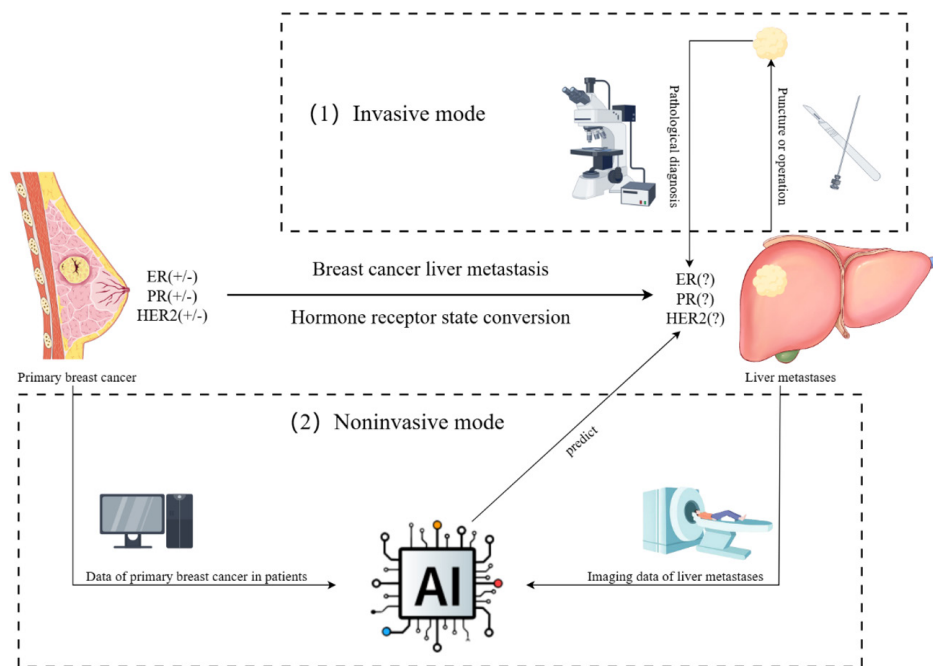 (1) Invasive mode
Pathological diagnosis
Puncture or operation
ER(+/-)
PR(+/-)
HER2(+/-)
Breast cancer liver metastasis
Hormone receptor state conversion
ER(?)
PR(?)
HER2(?)
Primary breast cancer
Liver metastases
(2) Noninvasive mode
predict
Data of primary breast cancer in patients
AI
Imaging data of liver metastases